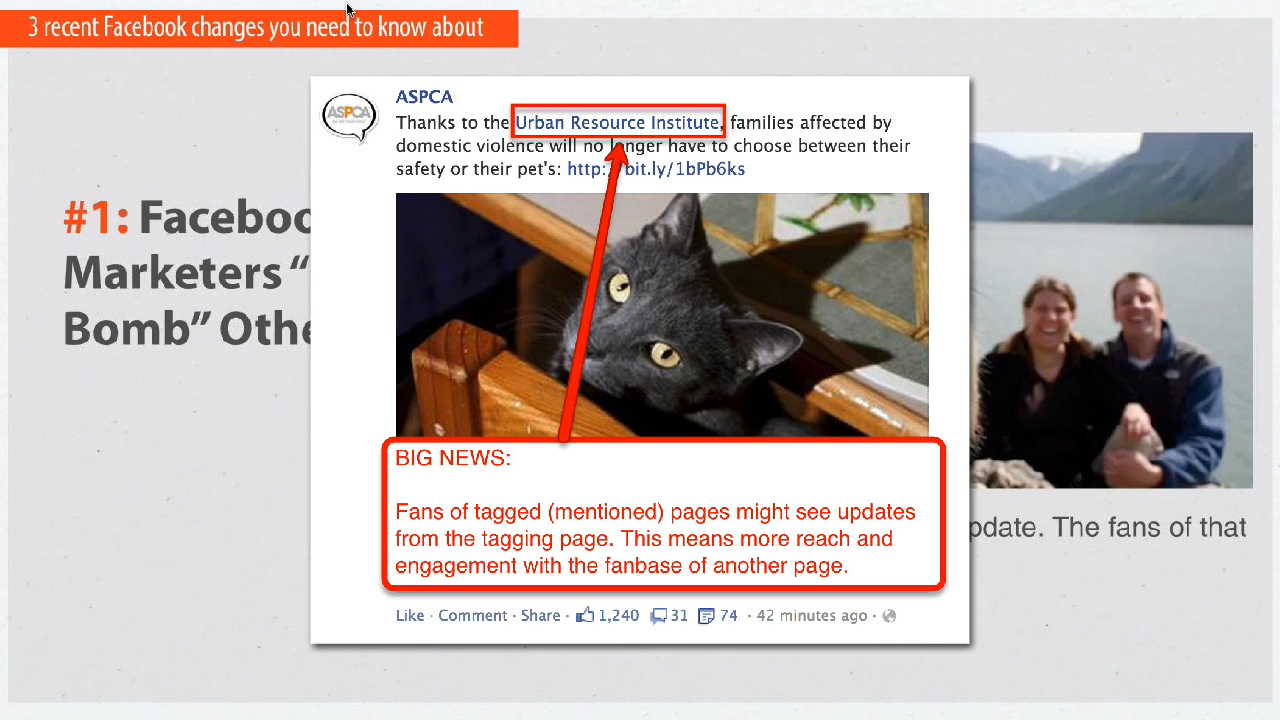 3 recent Facebook changes you need to know about
#1: Faceboo
Marketers “
Bomb” Othe
ASPCA
ASPCA
Thanks to the Urban Resource Institute, families affected by
domestic violence will no longer have to choose between their
safety or their pet's: http://bit.ly/1bPb6ks
BIG NEWS:
Fans of tagged (mentioned) pages might see updates
from the tagging page. This means more reach and
engagement with the fanbase of another page.
Like · Comment · Share · 1,240 31 74 · 42 minutes ago ·
pdate. The fans of that